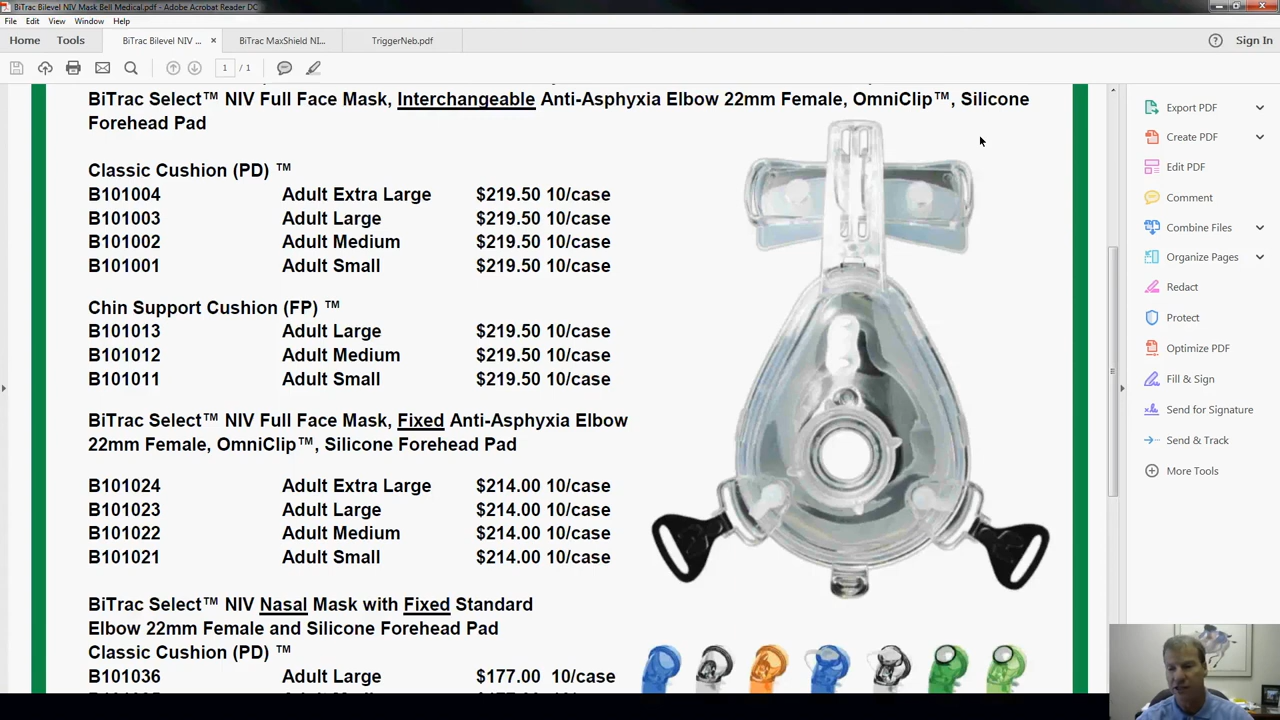 BiTrac Bilevel NIV Mask Bell Medical.pdf - Adobe Acrobat Reader DC
File Edit View Window Help
Home Tools BiTrac Bilevel NIV ... × BiTrac MaxShield NI... TriggerNeb.pdf Sign In
1 / 1
BiTrac Select™ NIV Full Face Mask, Interchangeable Anti-Asphyxia Elbow 22mm Female, OmniClip™, Silicone
Forehead Pad
Classic Cushion (PD) ™
B101004 Adult Extra Large $219.50 10/case
B101003 Adult Large $219.50 10/case
B101002 Adult Medium $219.50 10/case
B101001 Adult Small $219.50 10/case
Chin Support Cushion (FP) ™
B101013 Adult Large $219.50 10/case
B101012 Adult Medium $219.50 10/case
B101011 Adult Small $219.50 10/case
BiTrac Select™ NIV Full Face Mask, Fixed Anti-Asphyxia Elbow
22mm Female, OmniClip™, Silicone Forehead Pad
B101024 Adult Extra Large $214.00 10/case
B101023 Adult Large $214.00 10/case
B101022 Adult Medium $214.00 10/case
B101021 Adult Small $214.00 10/case
BiTrac Select™ NIV Nasal Mask with Fixed Standard
Elbow 22mm Female and Silicone Forehead Pad
Classic Cushion (PD) ™
B101036 Adult Large $177.00 10/case
Export PDF
Create PDF
Edit PDF
Comment
Combine Files
Organize Pages
Redact
Protect
Optimize PDF
Fill & Sign
Send for Signature
Send & Track
More Tools